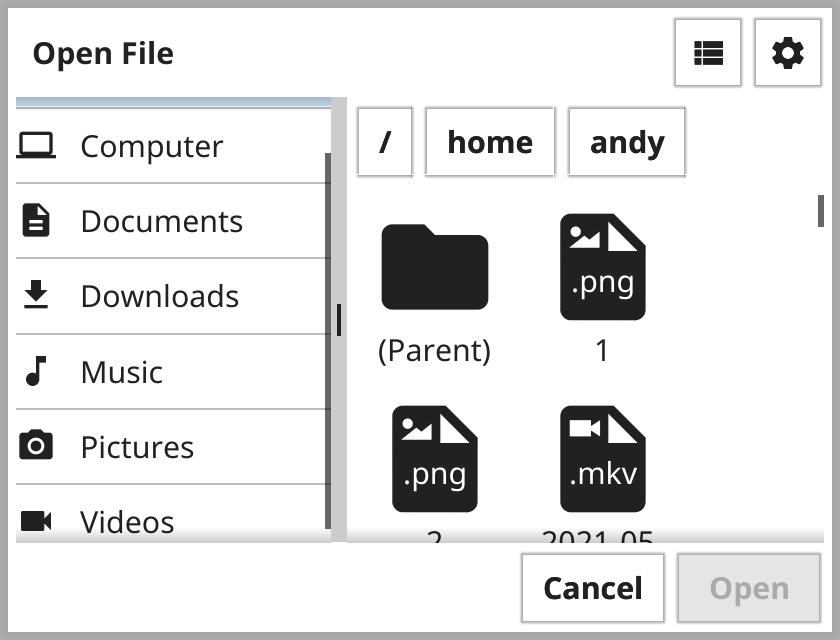 Open File
Computer
Documents
Downloads
Music
Pictures
Videos
/ home andy
.png
(Parent) 1
.png .mkv
2 2021-05
Cancel Open